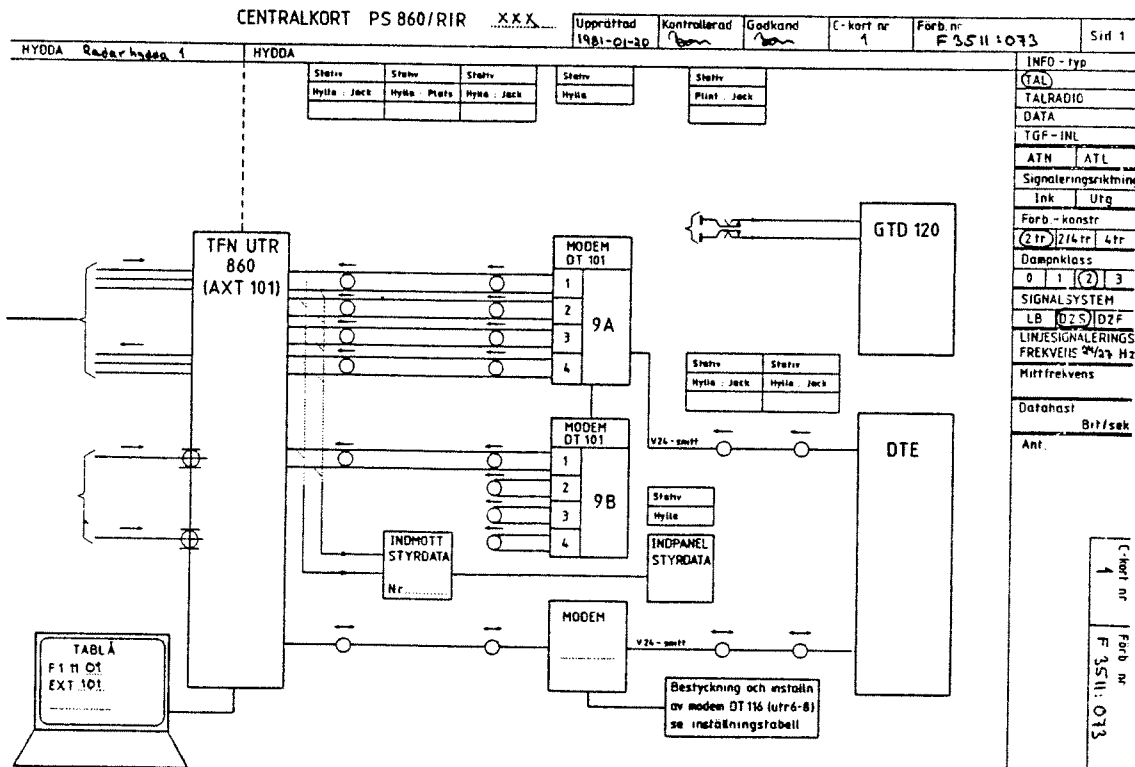 CENTRALKORT PS 860/RIR XXX
Upprättad 1981-01-20
Kontrollerad
Godkand
C-kort nr 1
Förb. nr F3511:073
Sid 1
HYDDA Radarhydda 1
HYDDA
Stativ Stativ Stativ
Hylla : Jack Hylla : Plats Hylla : Jack
Stativ
Hylla
Stativ
Plint : Jack
INFO - typ
TAL
TALRADIO
DATA
TGF - INL
ATN ATL
Signaleringsriktning
Ink Utg
Förb. - konstr
2 tr 2/4 tr 4 tr
Dämpnklass
0 1 2 3
SIGNALSYSTEM
LB DZS DZF
LINJESIGNALERINGS
FREKVENS 24/27 Hz
Mittfrekvens
Datahast
Bit/sek
Ant.
TFN UTR
860
(AXT 101)
MODEM
DT 101
1
2
3
4
9A
GTD 120
Stativ Stativ
Hylla : Jack Hylla : Jack
MODEM
DT 101
1
2
3
4
9B
V24 - snitt
DTE
Stativ
Hylla
INDMOTT
STYRDATA
Nr
INDPANEL
STYRDATA
MODEM
V24 - snitt
TABLÅ
F1 M 01
EXT 101
Bestyckning och installn
av modem DT 116 (utr6-8)
se inställningstabell
C-kort nr 1
Förb nr F 3511:073